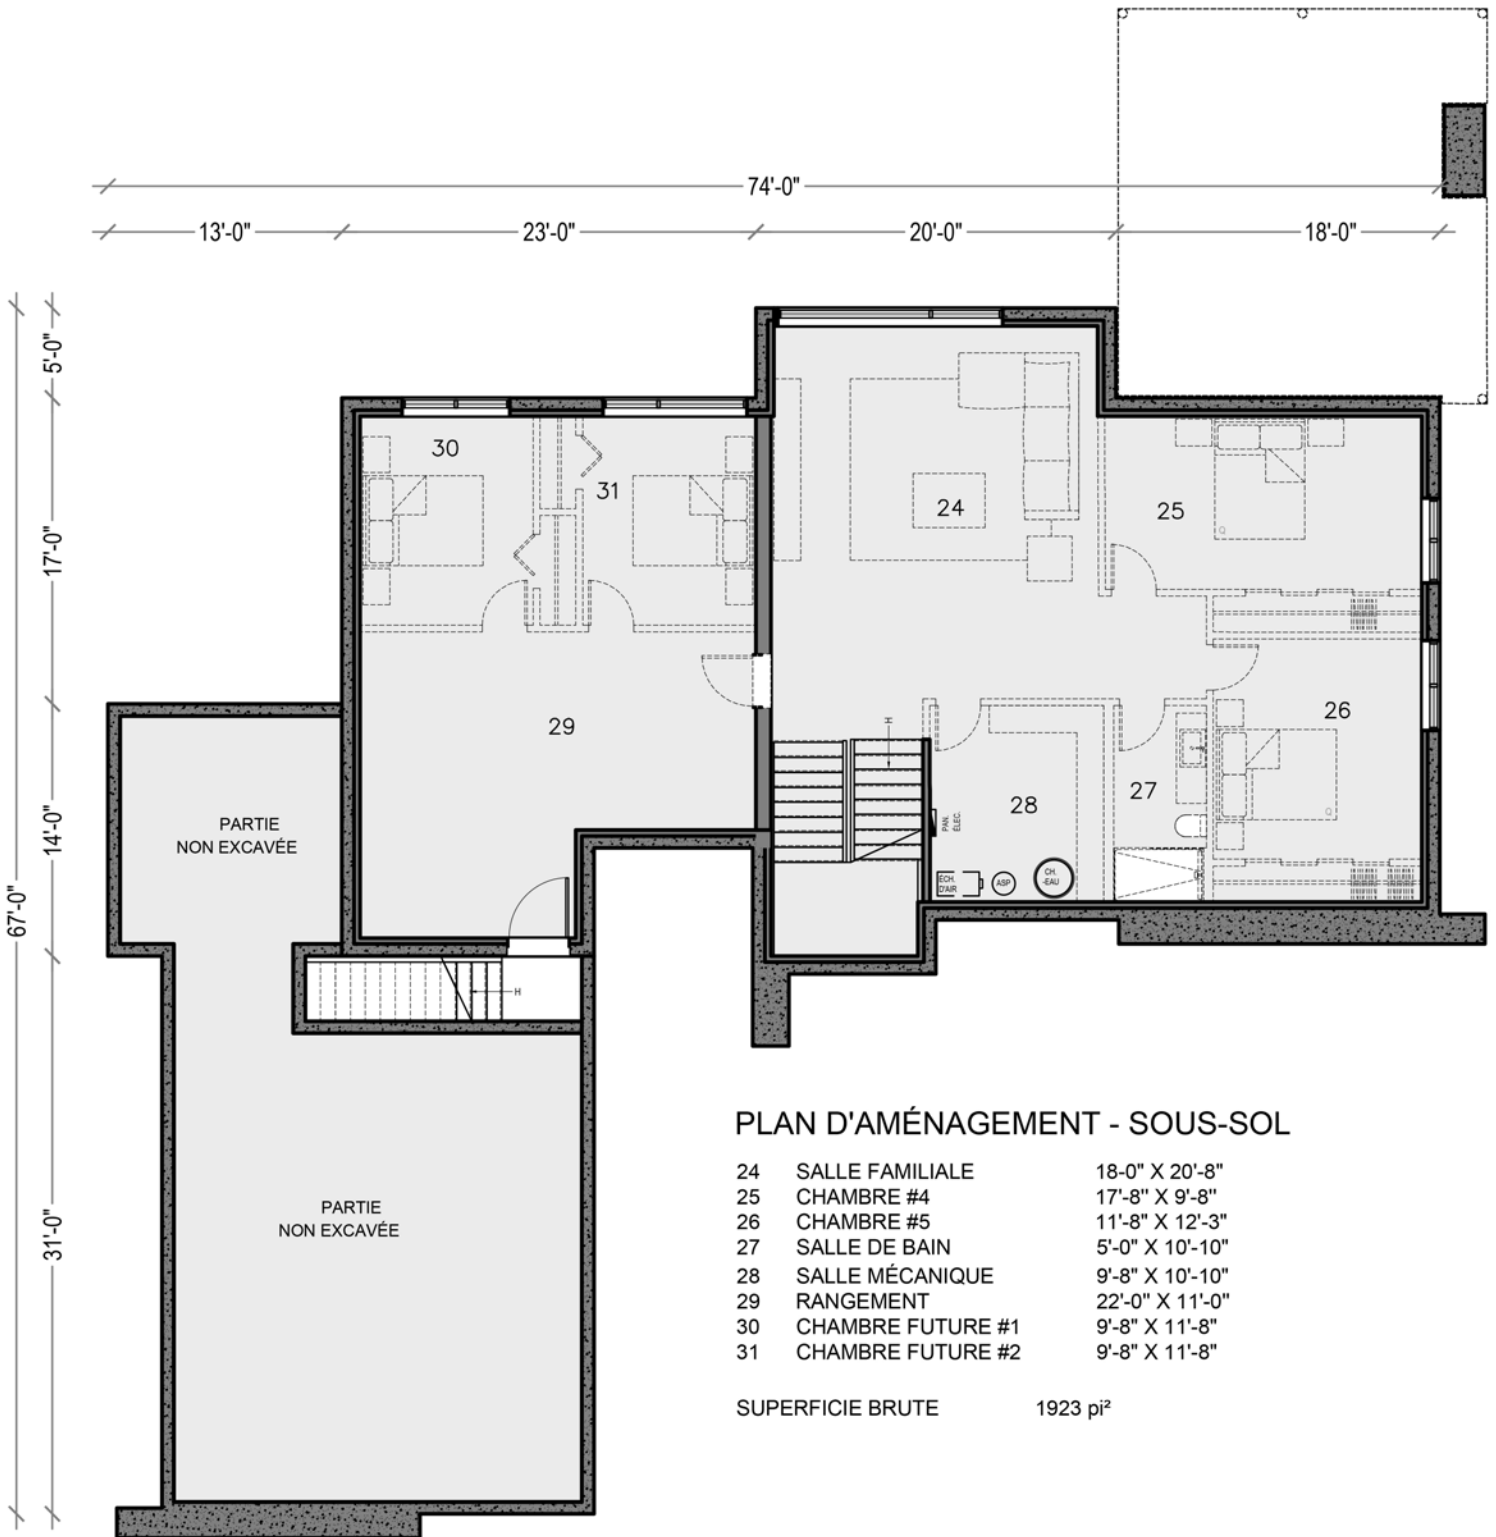 74'-0"
13'-0"
23'-0"
20'-0"
18'-0"
67'-0"
5'-0"
17'-0"
14'-0"
31'-0"
30
31
24
25
Q
29
26
Q
27
28
H
PAN.
ÉLEC.
ÉCH.
D'AIR
ASP
CH.
-EAU
PARTIE
NON EXCAVÉE
H
PARTIE
NON EXCAVÉE
PLAN D'AMÉNAGEMENT - SOUS-SOL
24 SALLE FAMILIALE 18-0" X 20'-8"
25 CHAMBRE #4 17'-8" X 9'-8"
26 CHAMBRE #5 11'-8" X 12'-3"
27 SALLE DE BAIN 5'-0" X 10'-10"
28 SALLE MÉCANIQUE 9'-8" X 10'-10"
29 RANGEMENT 22'-0" X 11'-0"
30 CHAMBRE FUTURE #1 9'-8" X 11'-8"
31 CHAMBRE FUTURE #2 9'-8" X 11'-8"
SUPERFICIE BRUTE 1923 pi²